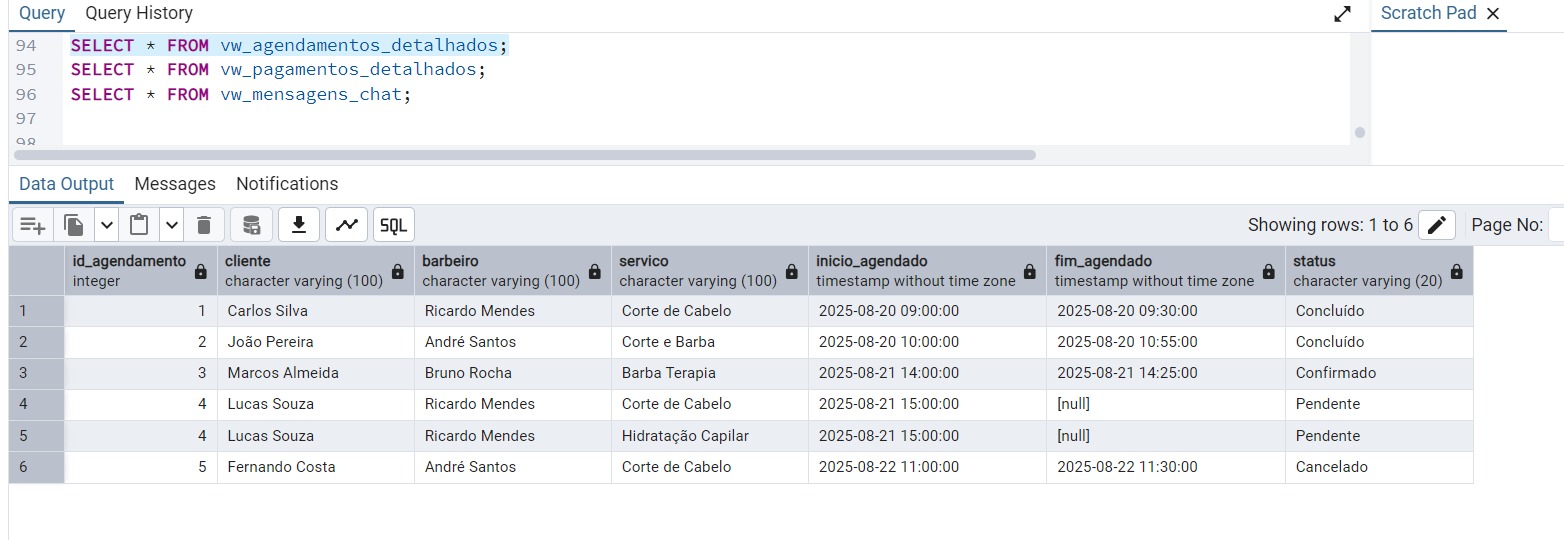 Query Query History Scratch Pad
94 SELECT * FROM vw_agendamentos_detalhados;
95 SELECT * FROM vw_pagamentos_detalhados;
96 SELECT * FROM vw_mensagens_chat;
97
98
Data Output Messages Notifications
SQL Showing rows: 1 to 6 Page No:
id_agendamento cliente barbeiro servico inicio_agendado fim_agendado status
integer character varying (100) character varying (100) character varying (100) timestamp without time zone timestamp without time zone character varying (20)
1 1 Carlos Silva Ricardo Mendes Corte de Cabelo 2025-08-20 09:00:00 2025-08-20 09:30:00 Concluído
2 2 João Pereira André Santos Corte e Barba 2025-08-20 10:00:00 2025-08-20 10:55:00 Concluído
3 3 Marcos Almeida Bruno Rocha Barba Terapia 2025-08-21 14:00:00 2025-08-21 14:25:00 Confirmado
4 4 Lucas Souza Ricardo Mendes Corte de Cabelo 2025-08-21 15:00:00 [null] Pendente
5 4 Lucas Souza Ricardo Mendes Hidratação Capilar 2025-08-21 15:00:00 [null] Pendente
6 5 Fernando Costa André Santos Corte de Cabelo 2025-08-22 11:00:00 2025-08-22 11:30:00 Cancelado